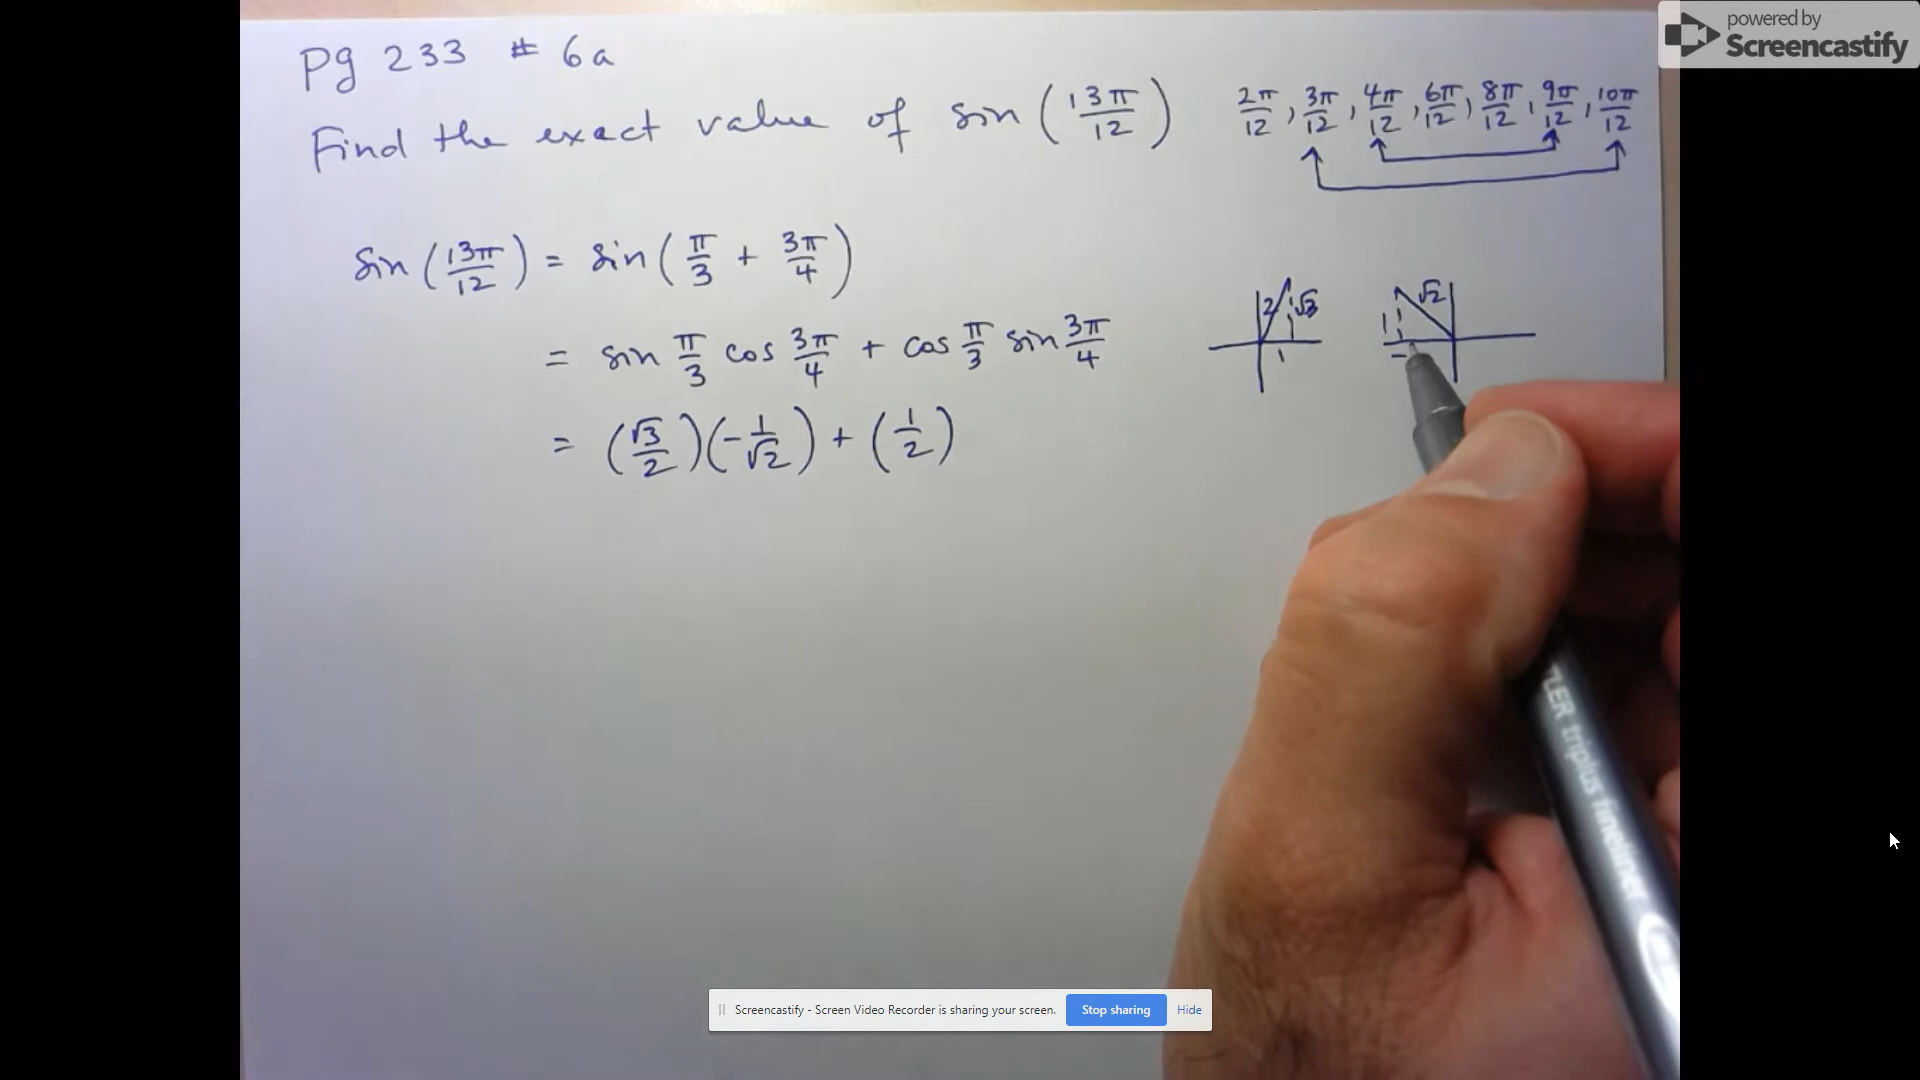 powered by
Screencastify
Pg 233 # 6a
Find the exact value of sin (13π/12)
2π/12, 3π/12, 4π/12, 6π/12, 8π/12, 9π/12, 10π/12
sin (13π/12) = sin (π/3 + 3π/4)
= sin π/3 cos 3π/4 + cos π/3 sin 3π/4
= (√3/2)(-1/√2) + (1/2)
2 √3
1
√2
1
-
TLER triplus fineliner
Screencastify - Screen Video Recorder is sharing your screen. Stop sharing Hide